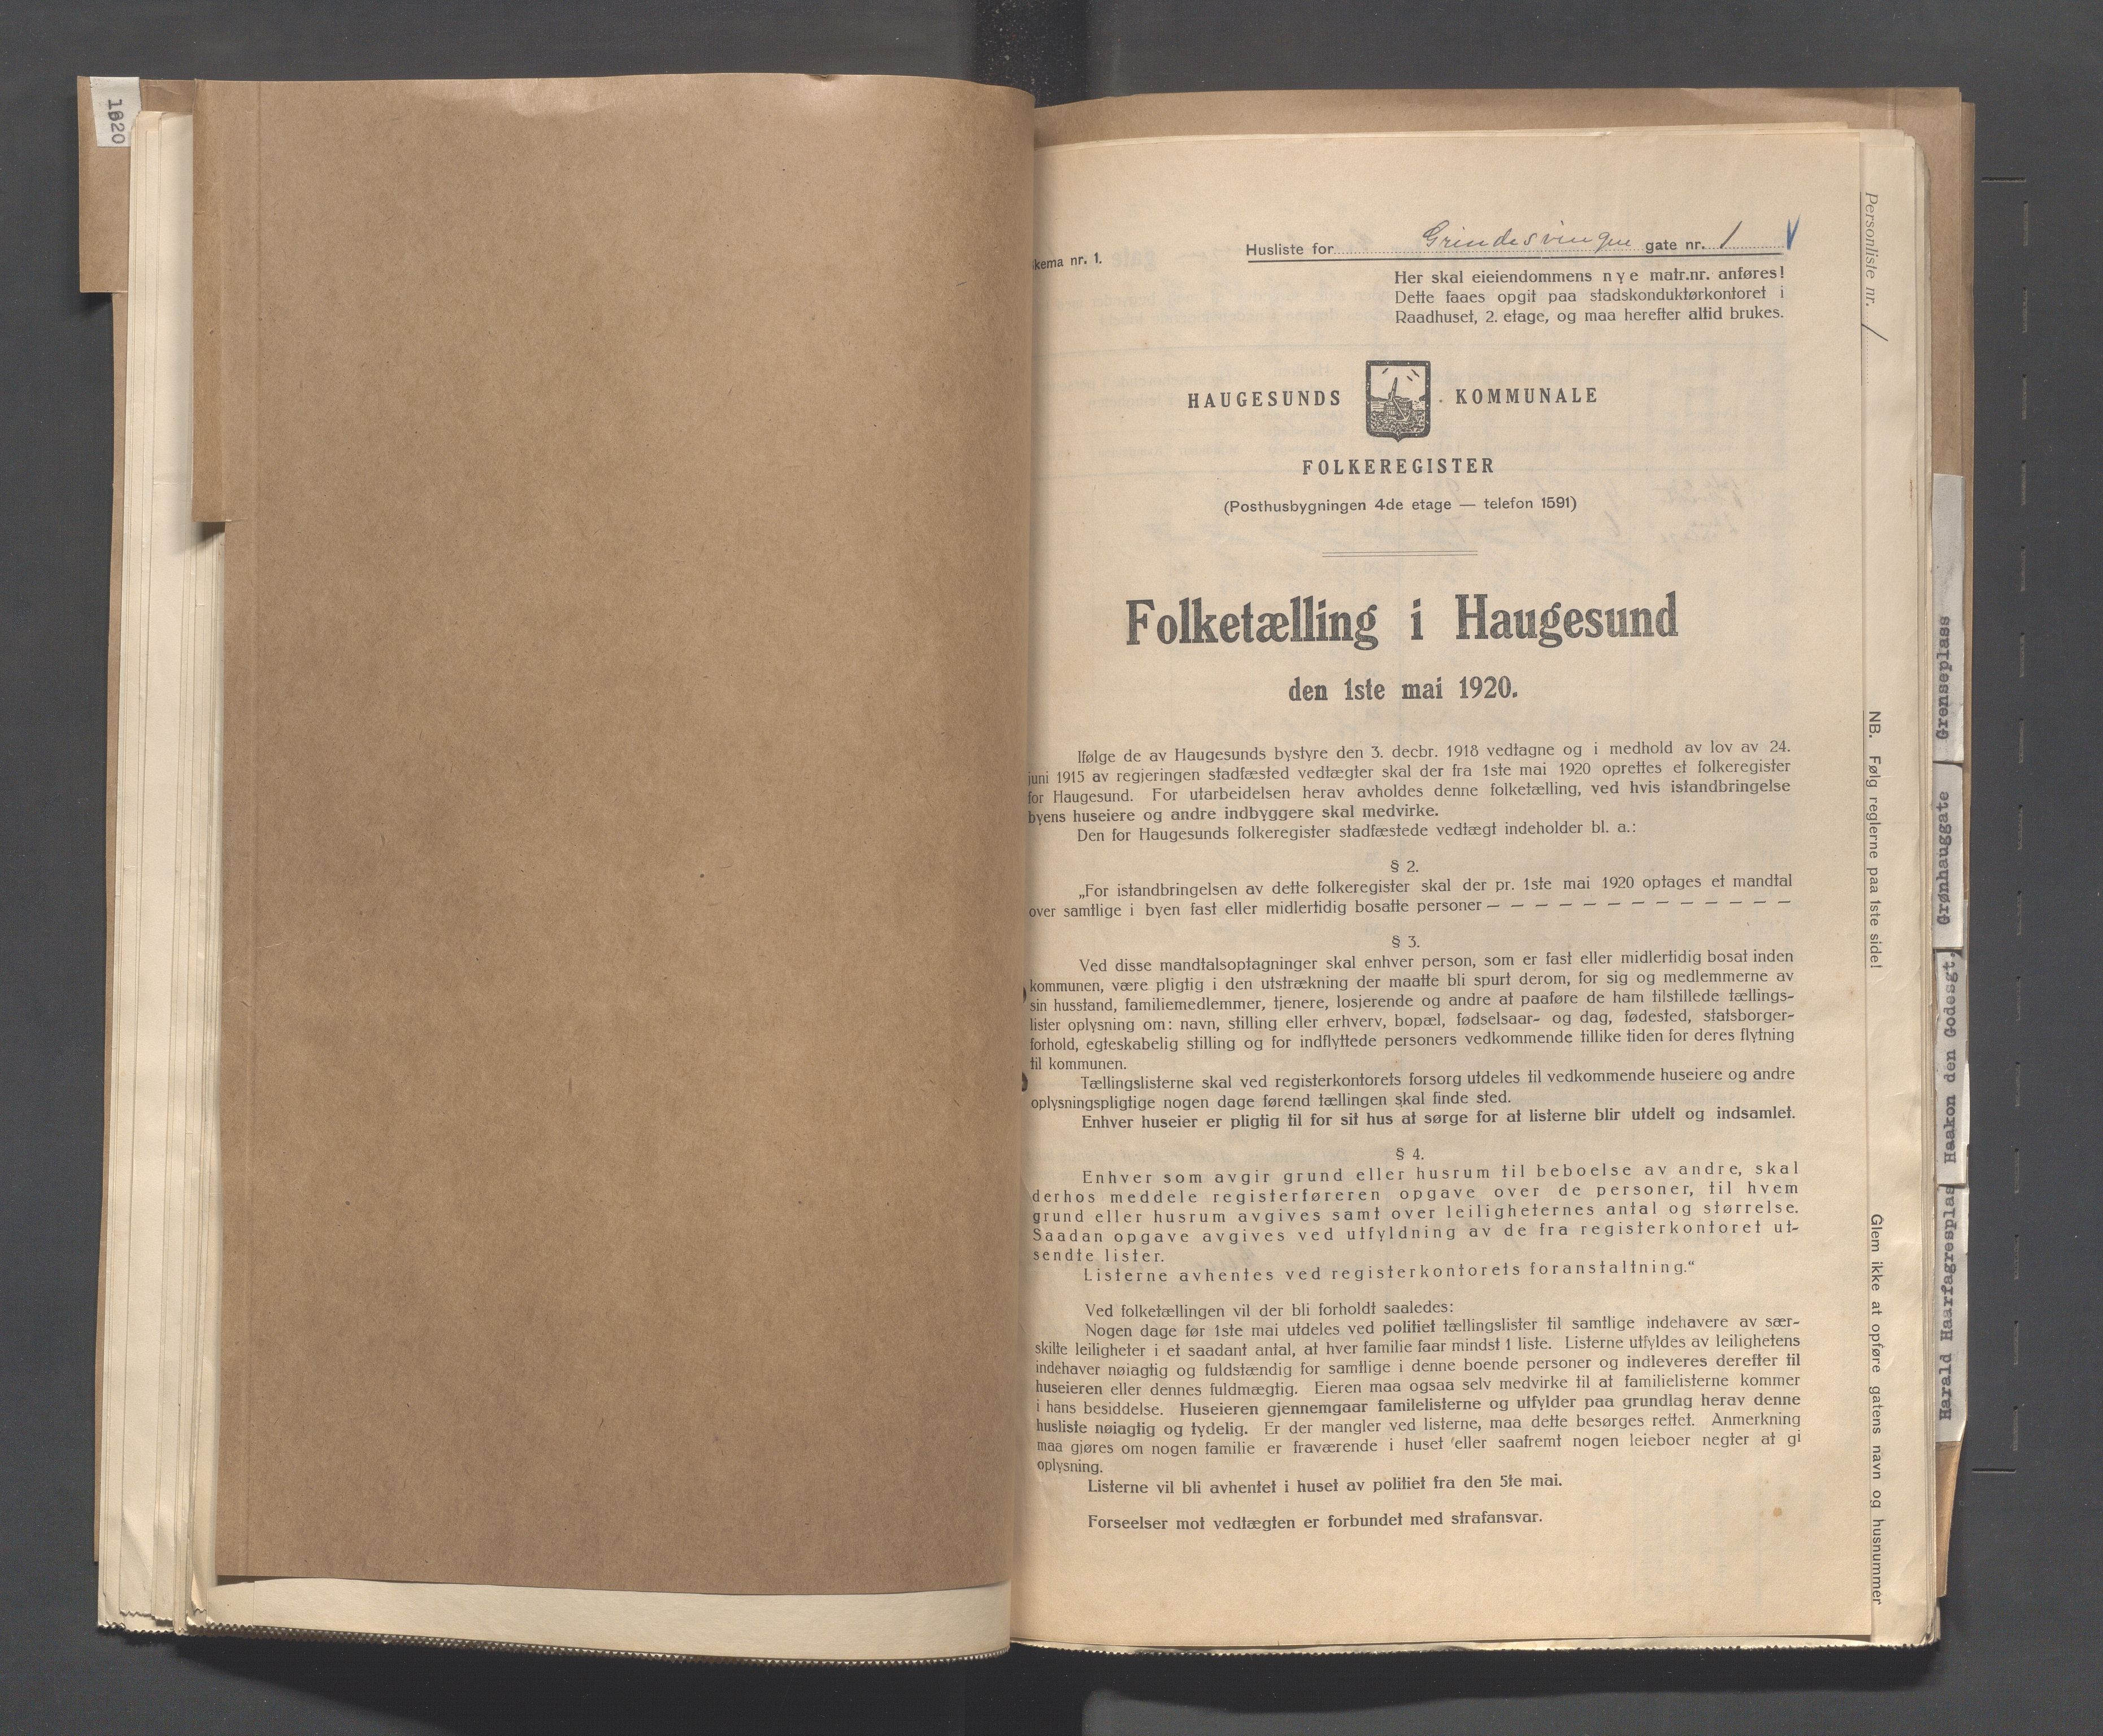 1920
kema nr. 1.
Husliste for Grindesvingen gate nr. 1
Her skal eieiendommens nye matr.nr. anføres!
Dette faaes opgit paa stadskonduktørkontoret i
Raadhuset, 2. etage, og maa herefter altid brukes.
HAUGESUNDS KOMMUNALE
FOLKEREGISTER
(Posthusbygningen 4de etage — telefon 1591)
Folketælling i Haugesund
den 1ste mai 1920.
Ifølge de av Haugesunds bystyre den 3. decbr. 1918 vedtagne og i medhold av lov av 24.
juni 1915 av regjeringen stadfæsted vedtægter skal der fra 1ste mai 1920 oprettes et folkeregister
for Haugesund. For utarbeidelsen herav avholdes denne folketælling, ved hvis istandbringelse
byens huseiere og andre indbyggere skal medvirke.
Den for Haugesunds folkeregister stadfæstede vedtægt indeholder bl. a.:
§ 2.
„For istandbringelsen av dette folkeregister skal der pr. 1ste mai 1920 optages et mandtal
over samtlige i byen fast eller midlertidig bosatte personer — — — — — — — — — — — — —
§ 3.
Ved disse mandtalsoptagninger skal enhver person, som er fast eller midlertidig bosat inden
kommunen, være pligtig i den utstrækning der maatte bli spurt derom, for sig og medlemmerne av
sin husstand, familiemedlemmer, tjenere, losjerende og andre at paaføre de ham tilstillede tællings-
lister oplysning om: navn, stilling eller erhverv, bopæl, fødselsaar- og dag, fødested, statsborger-
forhold, egteskabelig stilling og for indflyttede personers vedkommende tillike tiden for deres flytning
til kommunen.
Tællingslisterne skal ved registerkontorets forsorg utdeles til vedkommende huseiere og andre
oplysningspligtige nogen dage førend tællingen skal finde sted.
Enhver huseier er pligtig til for sit hus at sørge for at listerne blir utdelt og indsamlet.
§ 4.
Enhver som avgir grund eller husrum til beboelse av andre, skal
derhos meddele registerføreren opgave over de personer, til hvem
grund eller husrum avgives samt over leiligheternes antal og størrelse.
Saadan opgave avgives ved utfyldning av de fra registerkontoret ut-
sendte lister.
Listerne avhentes ved registerkontorets foranstaltning.“
Ved folketællingen vil der bli forholdt saaledes:
Nogen dage før 1ste mai utdeles ved politiet tællingslister til samtlige indehavere av sær-
skilte leiligheter i et saadant antal, at hver familie faar mindst 1 liste. Listerne utfyldes av leilighetens
indehaver nøiagtig og fuldstændig for samtlige i denne boende personer og indleveres derefter til
huseieren eller dennes fuldmægtig. Eieren maa ogsaa selv medvirke til at familielisterne kommer
i hans besiddelse. Huseieren gjennemgaar familelisterne og utfylder paa grundlag herav denne
husliste nøiagtig og tydelig. Er der mangler ved listerne, maa dette besørges rettet. Anmerkning
maa gjøres om nogen familie er fraværende i huset eller saafremt nogen leieboer negter at gi
oplysning.
Listerne vil bli avhentet i huset av politiet fra den 5te mai.
Forseelser mot vedtægten er forbundet med strafansvar.
Personliste nr. 1
NB. Følg reglerne paa 1ste side!
Glem ikke at opføre gatens navn og husnummer
Grenseplass
Grønhauggate
Haakon den Godesgt.
Harald Haarfagresplas